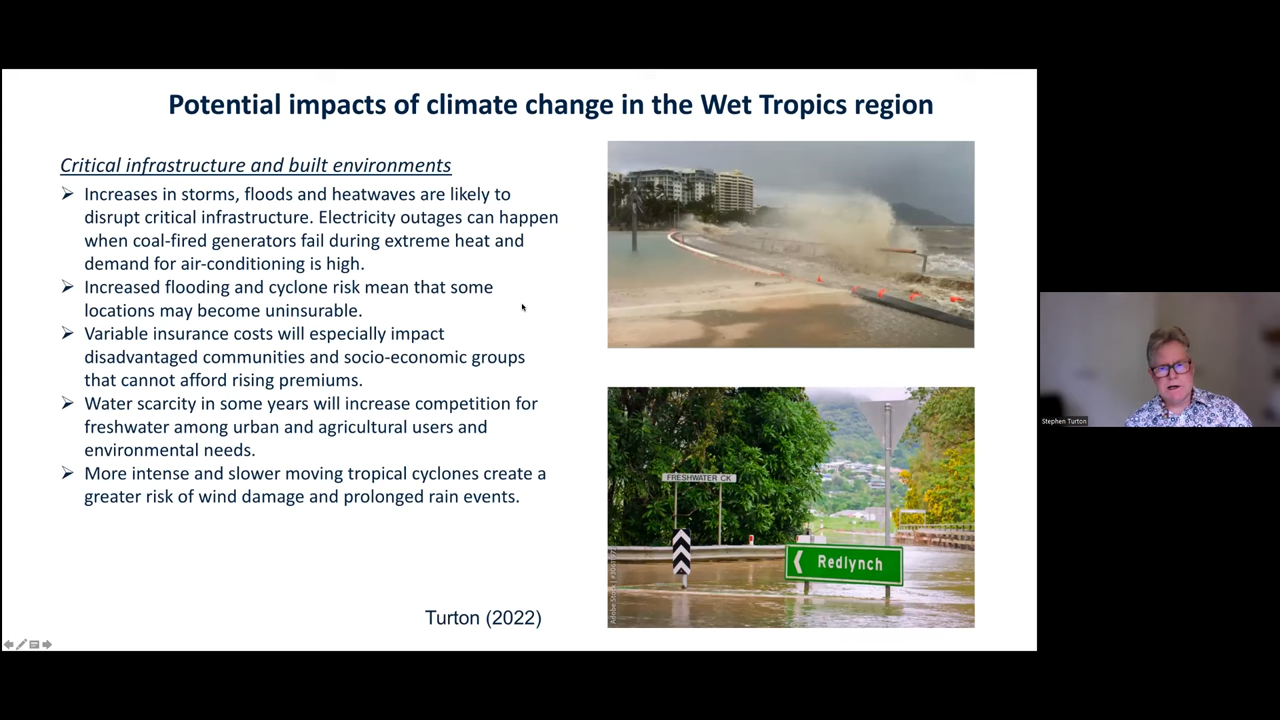 Potential impacts of climate change in the Wet Tropics region
Critical infrastructure and built environments
➢ Increases in storms, floods and heatwaves are likely to
disrupt critical infrastructure. Electricity outages can happen
when coal-fired generators fail during extreme heat and
demand for air-conditioning is high.
➢ Increased flooding and cyclone risk mean that some
locations may become uninsurable.
➢ Variable insurance costs will especially impact
disadvantaged communities and socio-economic groups
that cannot afford rising premiums.
➢ Water scarcity in some years will increase competition for
freshwater among urban and agricultural users and
environmental needs.
➢ More intense and slower moving tropical cyclones create a
greater risk of wind damage and prolonged rain events.
Turton (2022)
FRESHWATER CK
Redlynch
Adobe Stock
Stephen Turton